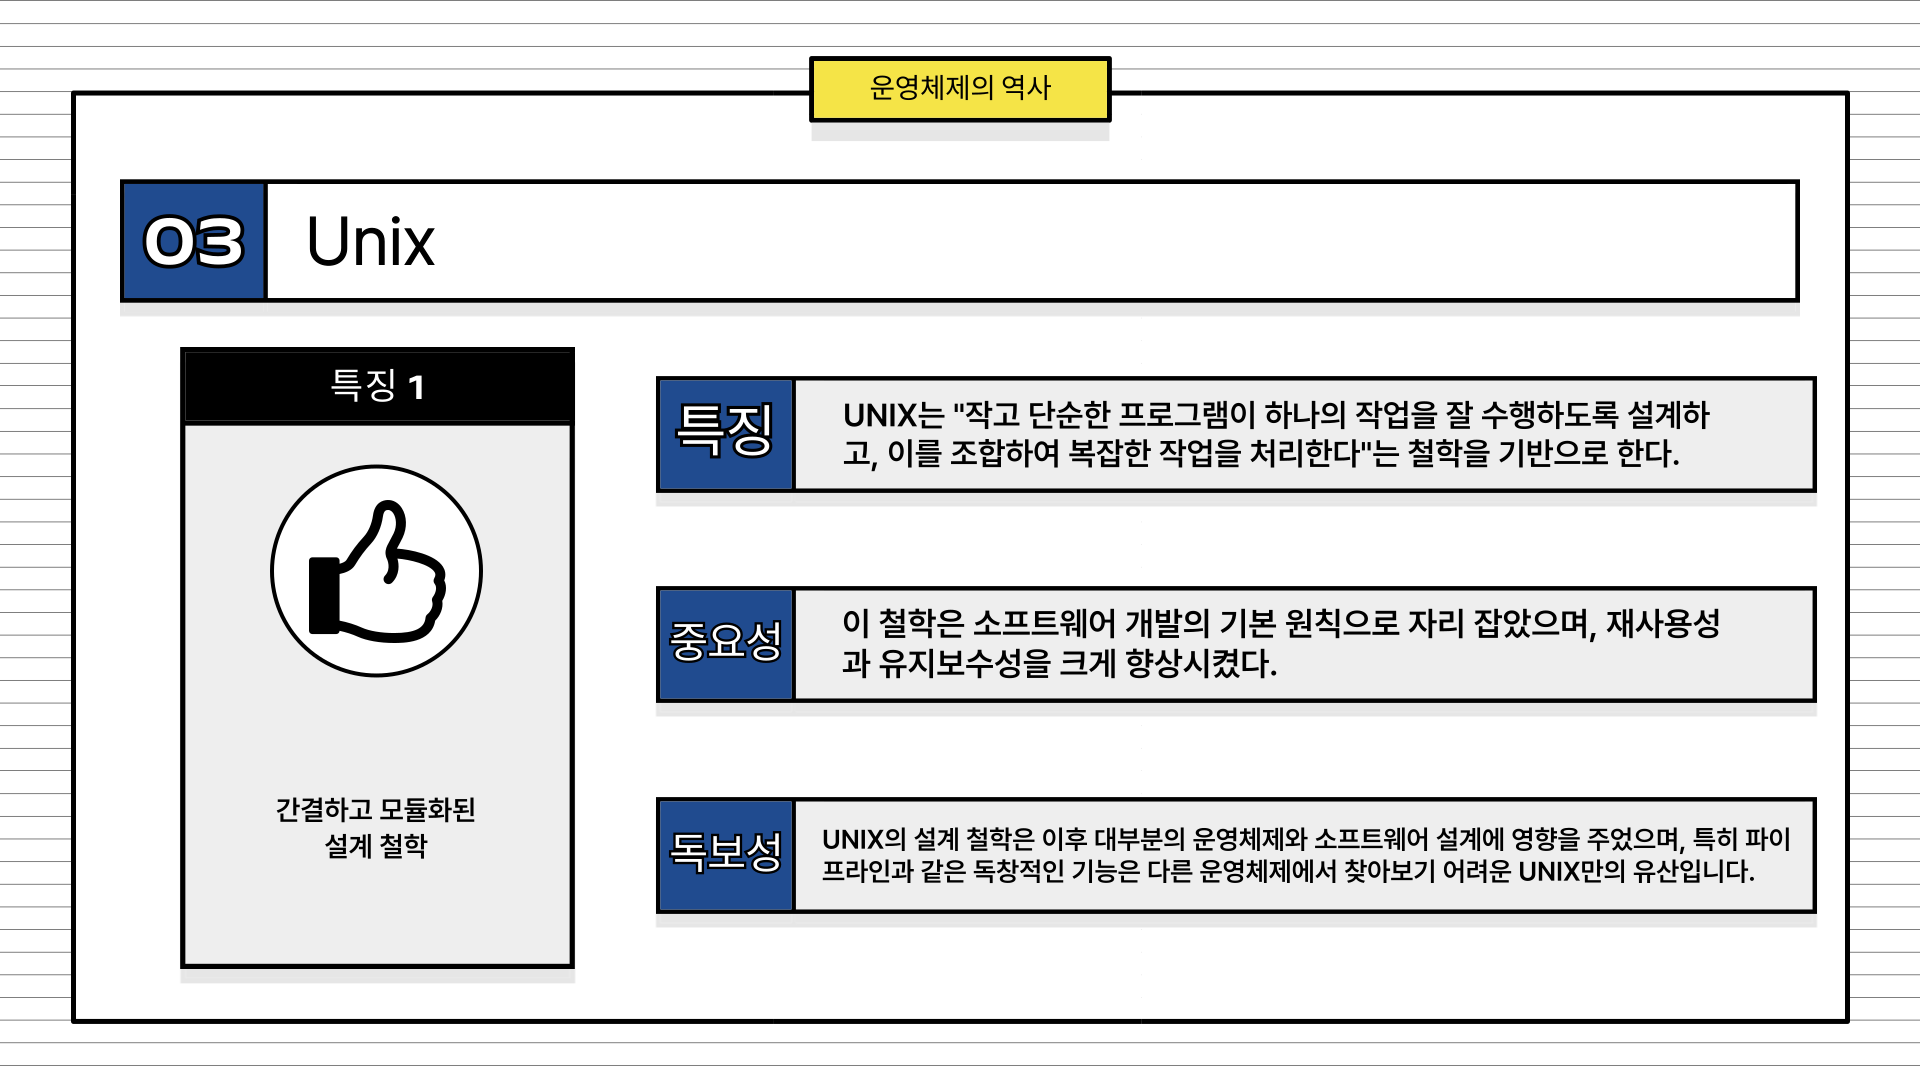 운영체제의 역사
03
Unix
특징 1
간결하고 모듈화된
설계 철학
특징
UNIX는 "작고 단순한 프로그램이 하나의 작업을 잘 수행하도록 설계하
고, 이를 조합하여 복잡한 작업을 처리한다"는 철학을 기반으로 한다.
중요성
이 철학은 소프트웨어 개발의 기본 원칙으로 자리 잡았으며, 재사용성
과 유지보수성을 크게 향상시켰다.
독보성
UNIX의 설계 철학은 이후 대부분의 운영체제와 소프트웨어 설계에 영향을 주었으며, 특히 파이
프라인과 같은 독창적인 기능은 다른 운영체제에서 찾아보기 어려운 UNIX만의 유산입니다.